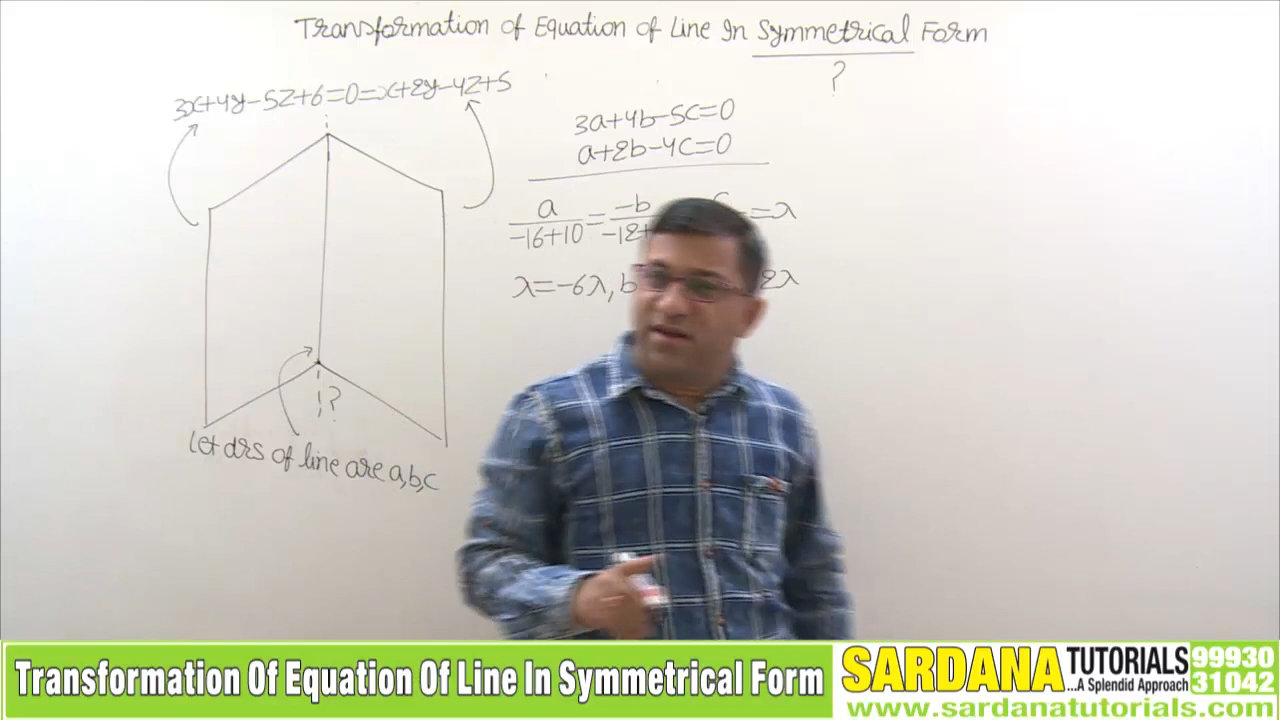 Transformation of Equation of Line In Symmetrical Form
?
3x+4y-5z+6=0=x+2y-4z+5
3a+4b-5c=0
a+2b-4c=0
a/-16+10 = -b/-12+ =λ
λ=-6λ, b 2λ
?
Let drs of line are a,b,c
Transformation Of Equation Of Line In Symmetrical Form
SARDANA TUTORIALS 99930
...A Splendid Approach 31042
www.sardanatutorials.com